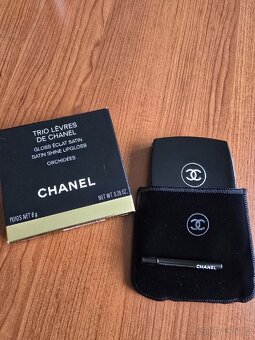 TRIO LÈVRES
DE CHANEL
GLOSS ÉCLAT SATIN
SATIN SHINE LIPGLOSS
ORCHIDÉES
CHANEL
POIDS NET 8 g
NET WT. 0.28 OZ.
CHANEL